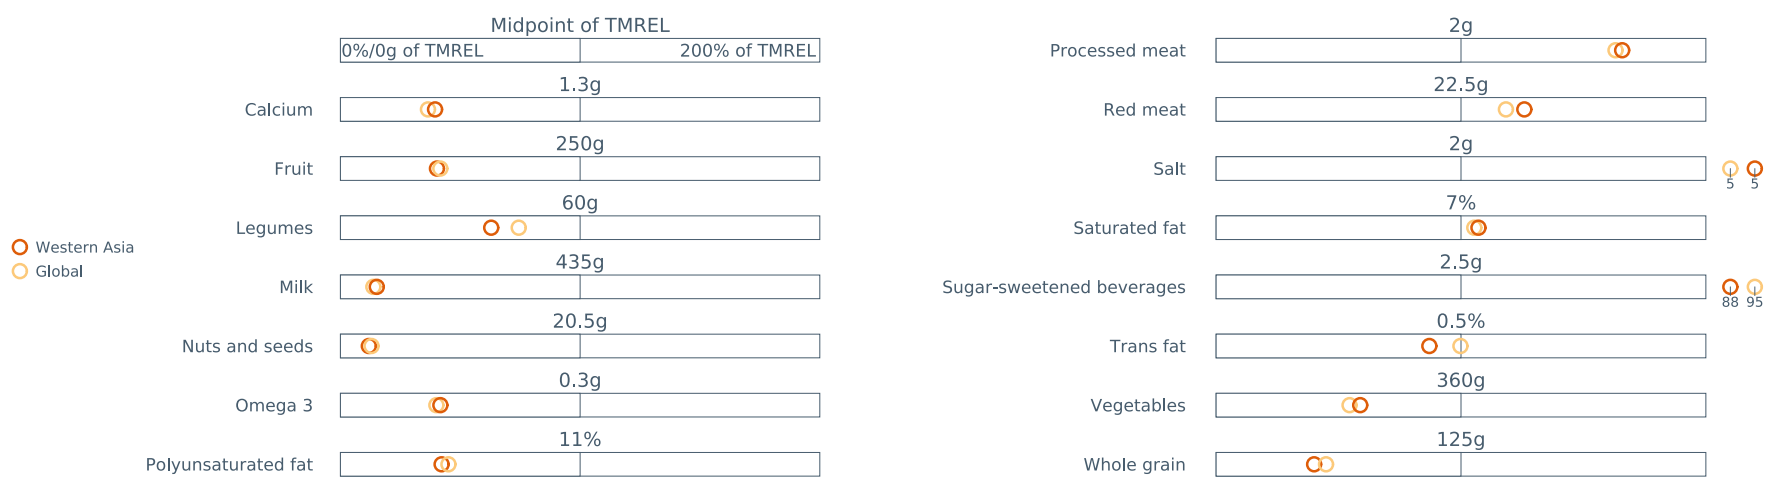 Midpoint of TMREL
0%/0g of TMREL 200% of TMREL
1.3g
Calcium
250g
Fruit
60g
Legumes
435g
Milk
20.5g
Nuts and seeds
0.3g
Omega 3
11%
Polyunsaturated fat
Western Asia
Global
2g
Processed meat
22.5g
Red meat
2g
Salt
5 5
7%
Saturated fat
2.5g
Sugar-sweetened beverages
88 95
0.5%
Trans fat
360g
Vegetables
125g
Whole grain